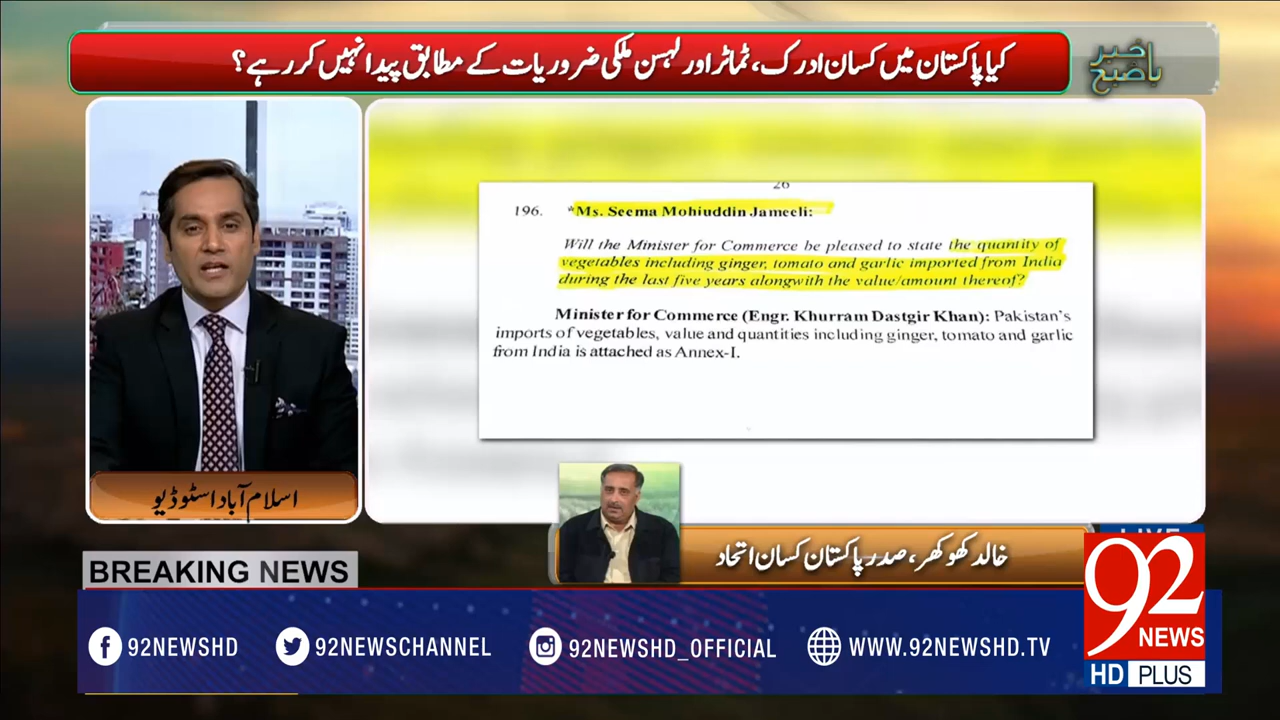 کیا پاکستان میں کسان ادرک، ٹماٹر اور لہسن ملکی ضروریات کے مطابق پیدا نہیں کر رہے؟
باخبر صبح
26
196. *Ms. Seema Mohiuddin Jameeli:
Will the Minister for Commerce be pleased to state the quantity of
vegetables including ginger, tomato and garlic imported from India
during the last five years alongwith the value/amount thereof?
Minister for Commerce (Engr. Khurram Dastgir Khan): Pakistan's
imports of vegetables, value and quantities including ginger, tomato and garlic
from India is attached as Annex-I.
اسلام آباد اسٹوڈیو
خالد کھوکھر، صدر پاکستان کسان اتحاد
LIVE
BREAKING NEWS
92
NEWS
HD PLUS
92NEWSHD
92NEWSCHANNEL
92NEWSHD_OFFICIAL
WWW.92NEWSHD.TV